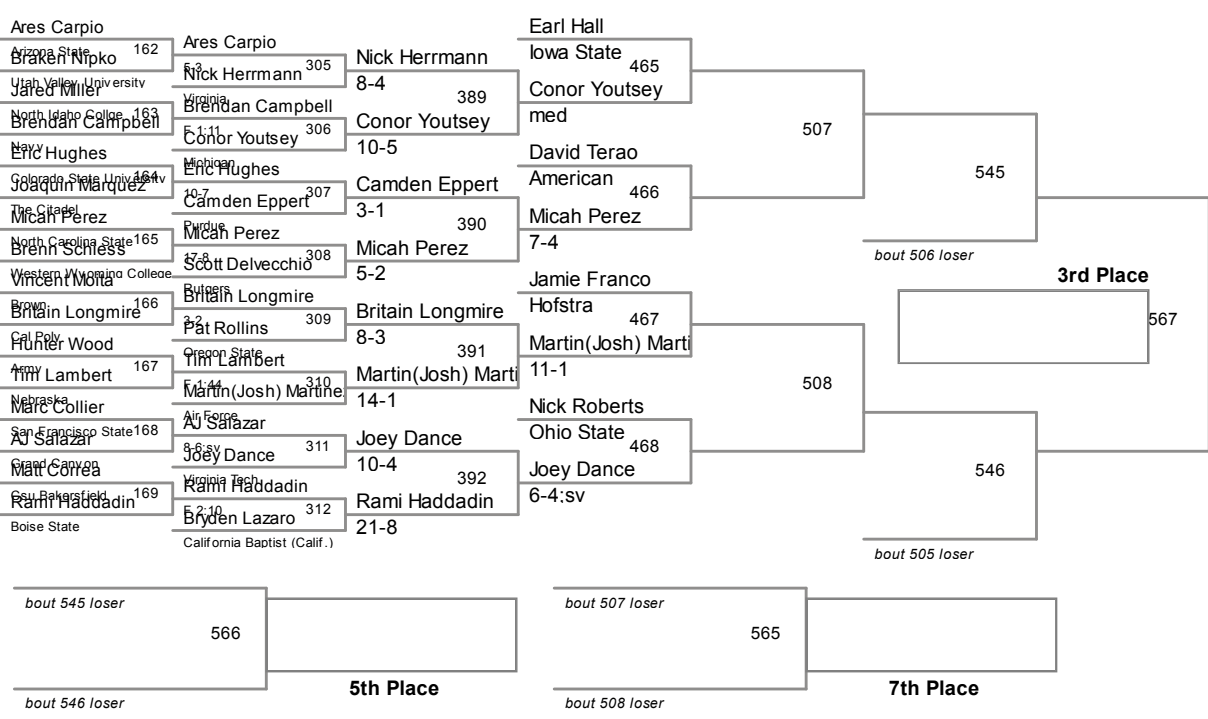 Ares Carpio
Arizona State
162
Braken Nipko
Utah Valley University
Jared Miller
North Idaho Collge
163
Brendan Campbell
Navy
Eric Hughes
Colorado State University
164
Joaquin Marquez
The Citadel
Micah Perez
North Carolina State
165
Brenn Schiess
Western Wyoming College
Vincent Moita
Brown
166
Britain Longmire
Cal Poly
Hunter Wood
Army
167
Tim Lambert
Nebraska
Marc Collier
San Francisco State
168
AJ Salazar
Grand Canyon
Matt Correa
Csu Bakersfield
169
Rami Haddadin
Boise State
Ares Carpio
5-3
305
Nick Herrmann
Virginia
Brendan Campbell
F 1:11
306
Conor Youtsey
Michigan
Eric Hughes
10-7
307
Camden Eppert
Purdue
Micah Perez
17-8
308
Scott Delvecchio
Rutgers
Britain Longmire
3-2
309
Pat Rollins
Oregon State
Tim Lambert
F 1:44
310
Martin(Josh) Martine
Air Force
AJ Salazar
8-6:sv
311
Joey Dance
Virginia Tech
Rami Haddadin
F 2:10
312
Bryden Lazaro
California Baptist (Calif.)
Nick Herrmann
8-4
389
Conor Youtsey
10-5
Camden Eppert
3-1
390
Micah Perez
5-2
Britain Longmire
8-3
391
Martin(Josh) Marti
14-1
Joey Dance
10-4
392
Rami Haddadin
21-8
Earl Hall
Iowa State
465
Conor Youtsey
med
David Terao
American
466
Micah Perez
7-4
Jamie Franco
Hofstra
467
Martin(Josh) Marti
11-1
Nick Roberts
Ohio State
468
Joey Dance
6-4:sv
507
508
545
bout 506 loser
546
bout 505 loser
3rd Place
567
bout 545 loser
566
bout 546 loser
5th Place
bout 507 loser
565
bout 508 loser
7th Place